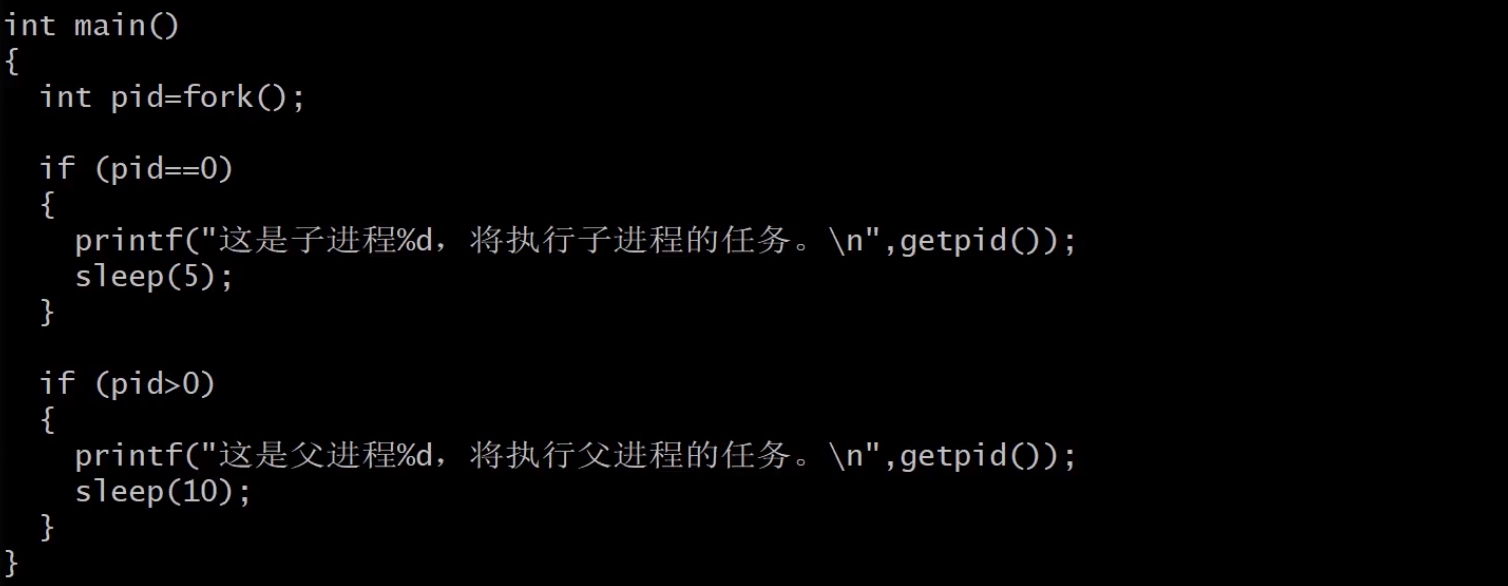 int main()
{
  int pid=fork();

  if (pid==0)
  {
    printf("这是子进程%d，将执行子进程的任务。\n",getpid());
    sleep(5);
  }

  if (pid>0)
  {
    printf("这是父进程%d，将执行父进程的任务。\n",getpid());
    sleep(10);
  }
}